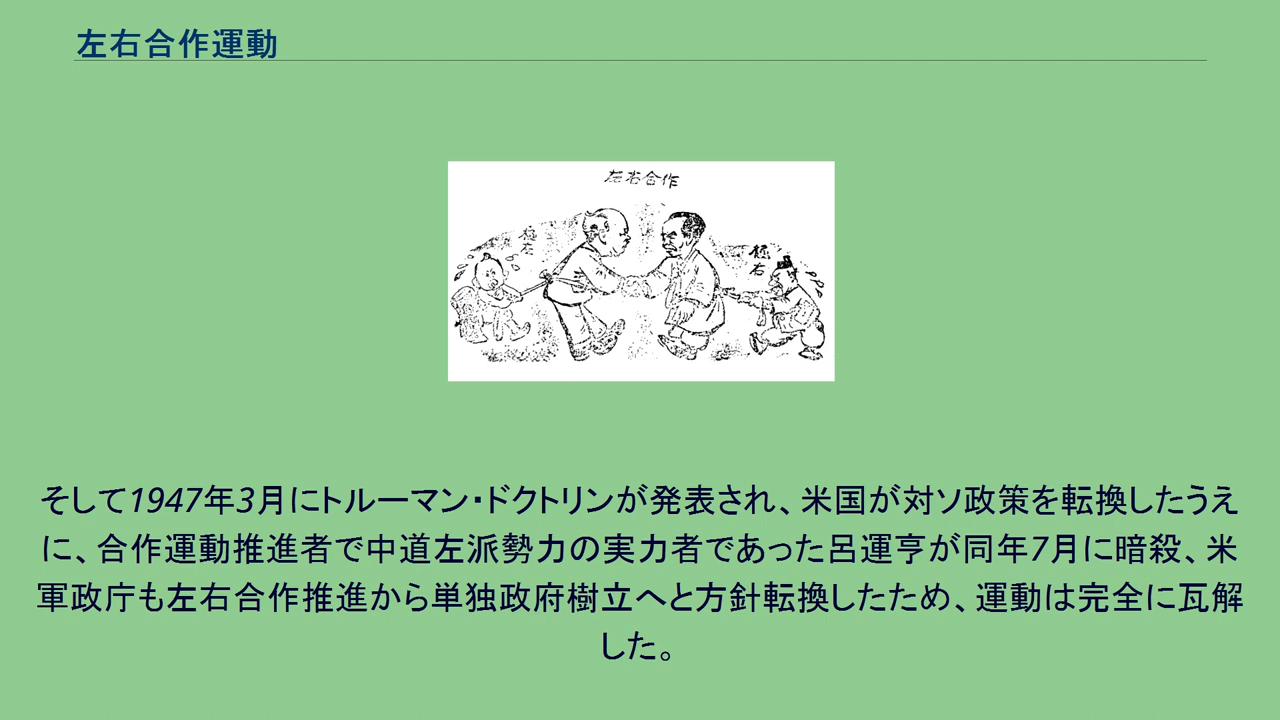 左右合作運動
左右合作
極左
極右
そして1947年3月にトルーマン・ドクトリンが発表され、米国が対ソ政策を転換したうえ
に、合作運動推進者で中道左派勢力の実力者であった呂運亨が同年7月に暗殺、米
軍政庁も左右合作推進から単独政府樹立へと方針転換したため、運動は完全に瓦解
した。